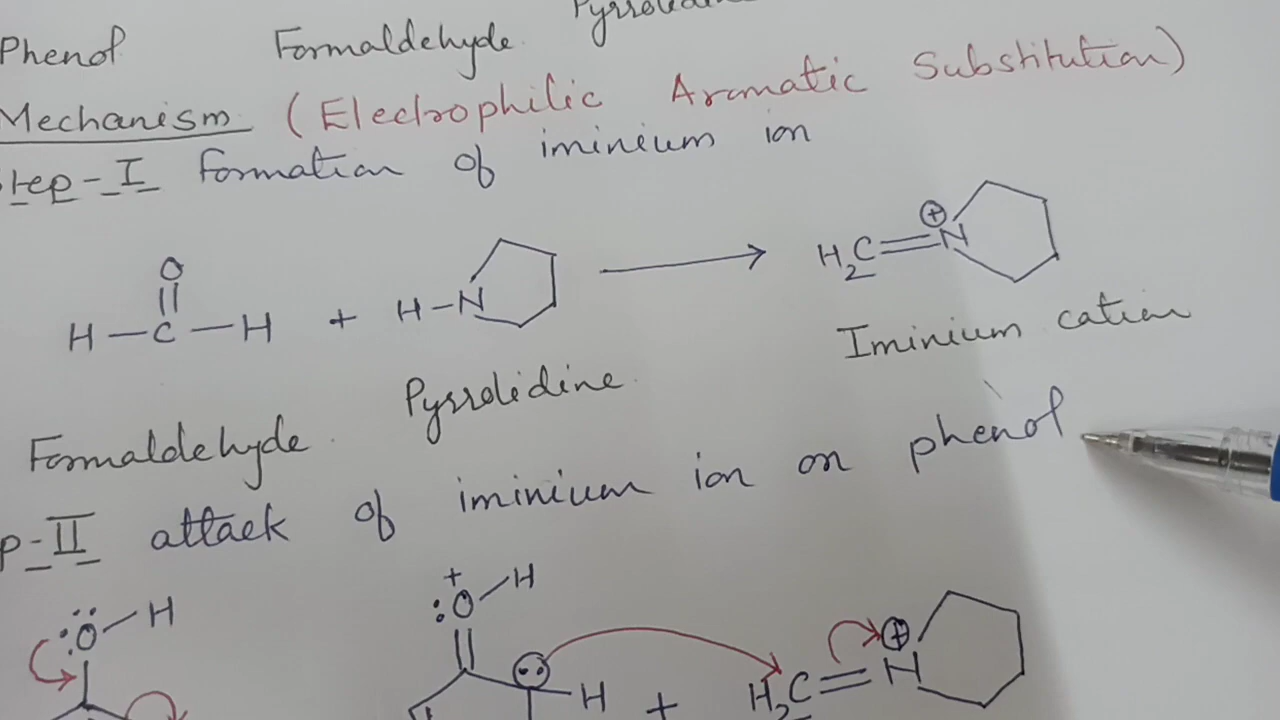 Phenol Formaldehyde
Mechanism (Electrophilic Aromatic Substitution)
Step-I Formation of iminium ion
O
H-C-H + H-N → H2C=N ⊕
Iminium cation
Formaldehyde Pyrrolidine
p-II attack of iminium ion on phenol
:O-H
+
:O-H
H + H2C=N ⊕